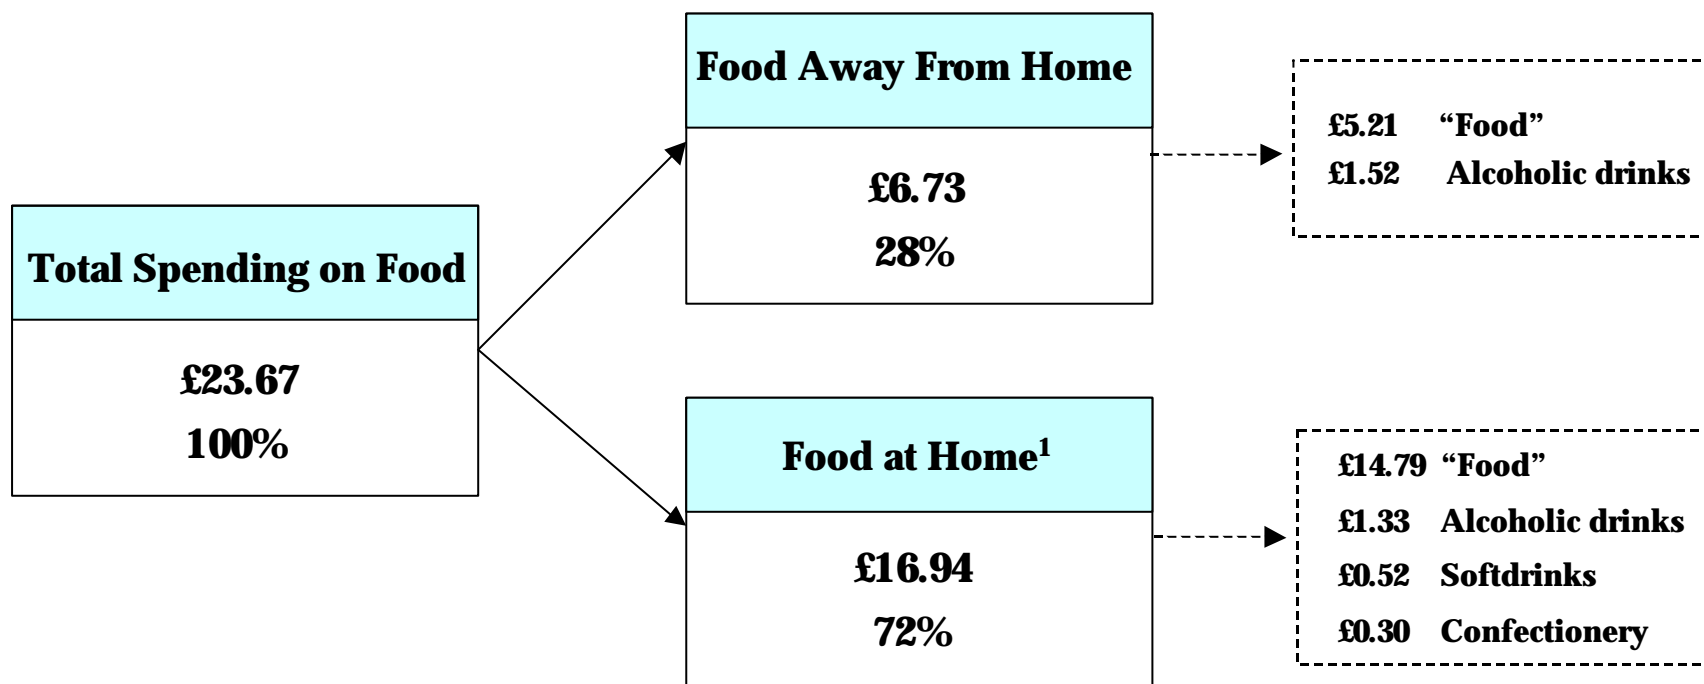 Total Spending on Food
£23.67
100%
Food Away From Home
£6.73
28%
£5.21 “Food”
£1.52 Alcoholic drinks
Food at Home¹
£16.94
72%
£14.79 “Food”
£1.33 Alcoholic drinks
£0.52 Softdrinks
£0.30 Confectionery